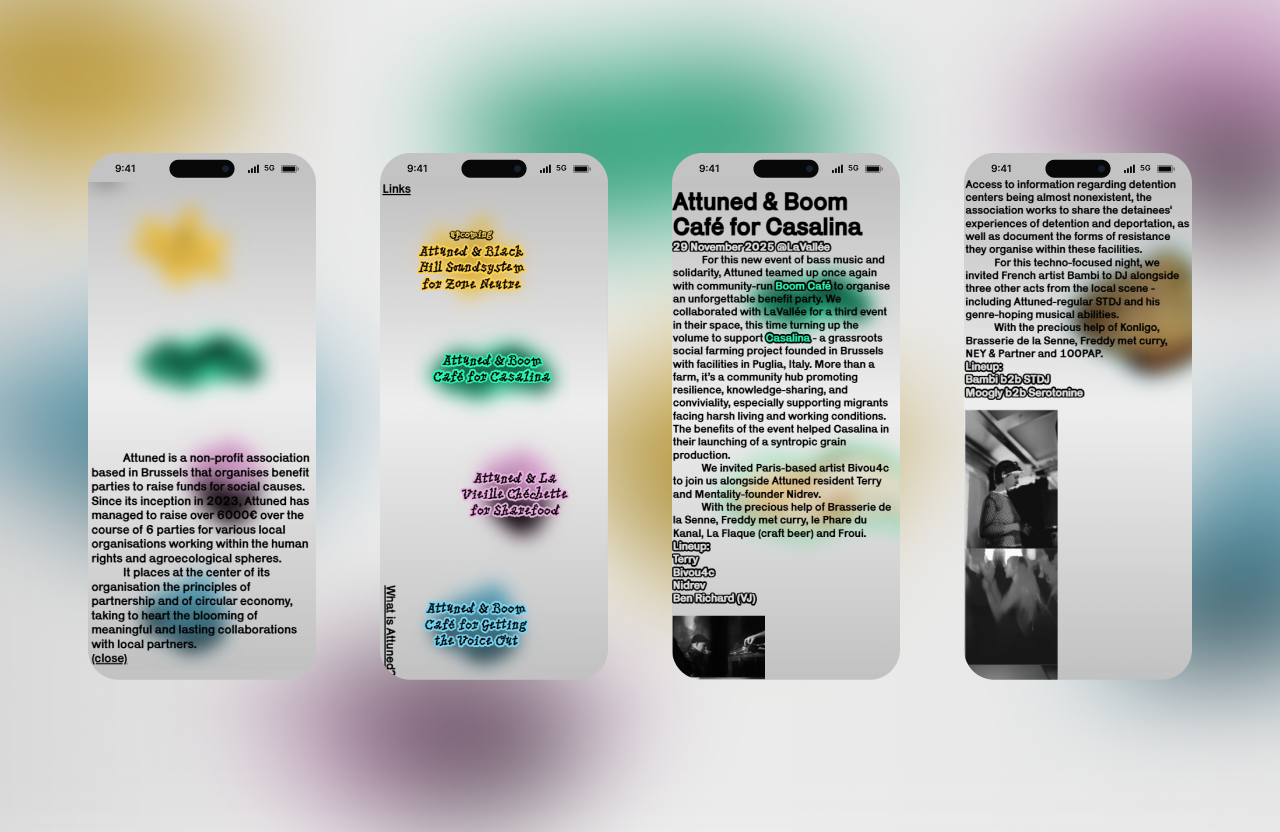 9:41
5G
Attuned is a non-profit association
based in Brussels that organises benefit
parties to raise funds for social causes.
Since its inception in 2023, Attuned has
managed to raise over 6000€ over the
course of 6 parties for various local
organisations working within the human
rights and agroecological spheres.
It places at the center of its
organisation the principles of
partnership and of circular economy,
taking to heart the blooming of
meaningful and lasting collaborations
with local partners.
(close)
9:41
5G
Links
upcoming
Attuned & Black
Hill Soundsystem
for Zone Neutre
Attuned & Boom
Café for Casalina
Attuned & La
Vieille Chéchette
for Sharefood
Attuned & Boom
Café for Getting
the Voice Out
What is Attuned?
9:41
5G
Attuned & Boom
Café for Casalina
29 November 2025 @LaVallée
For this new event of bass music and
solidarity, Attuned teamed up once again
with community-run Boom Café to organise
an unforgettable benefit party. We
collaborated with LaVallée for a third event
in their space, this time turning up the
volume to support Casalina - a grassroots
social farming project founded in Brussels
with facilities in Puglia, Italy. More than a
farm, it's a community hub promoting
resilience, knowledge-sharing, and
conviviality, especially supporting migrants
facing harsh living and working conditions.
The benefits of the event helped Casalina in
their launching of a syntropic grain
production.
We invited Paris-based artist Bivou4c
to join us alongside Attuned resident Terry
and Mentality-founder Nidrev.
With the precious help of Brasserie de
la Senne, Freddy met curry, le Phare du
Kanal, La Flaque (craft beer) and Froui.
Lineup:
Terry
Bivou4c
Nidrev
Ben Richard (VJ)
9:41
5G
Access to information regarding detention
centers being almost nonexistent, the
association works to share the detainees'
experiences of detention and deportation, as
well as document the forms of resistance
they organise within these facilities.
For this techno-focused night, we
invited French artist Bambi to DJ alongside
three other acts from the local scene -
including Attuned-regular STDJ and his
genre-hoping musical abilities.
With the precious help of Konligo,
Brasserie de la Senne, Freddy met curry,
NEY & Partner and 100PAP.
Lineup:
Bambi b2b STDJ
Moogly b2b Serotonine